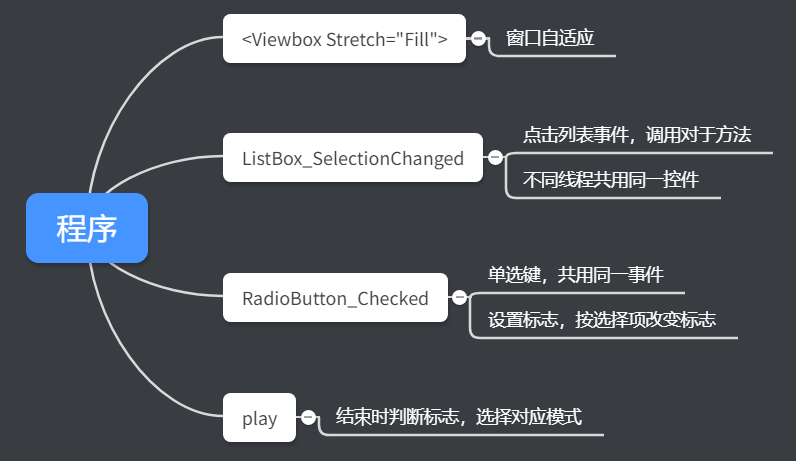 <Viewbox Stretch="Fill">
窗口自适应
点击列表事件，调用对于方法
ListBox_SelectionChanged
不同线程共用同一控件
程序
单选键，共用同一事件
RadioButton_Checked
设置标志，按选择项改变标志
play
结束时判断标志，选择对应模式